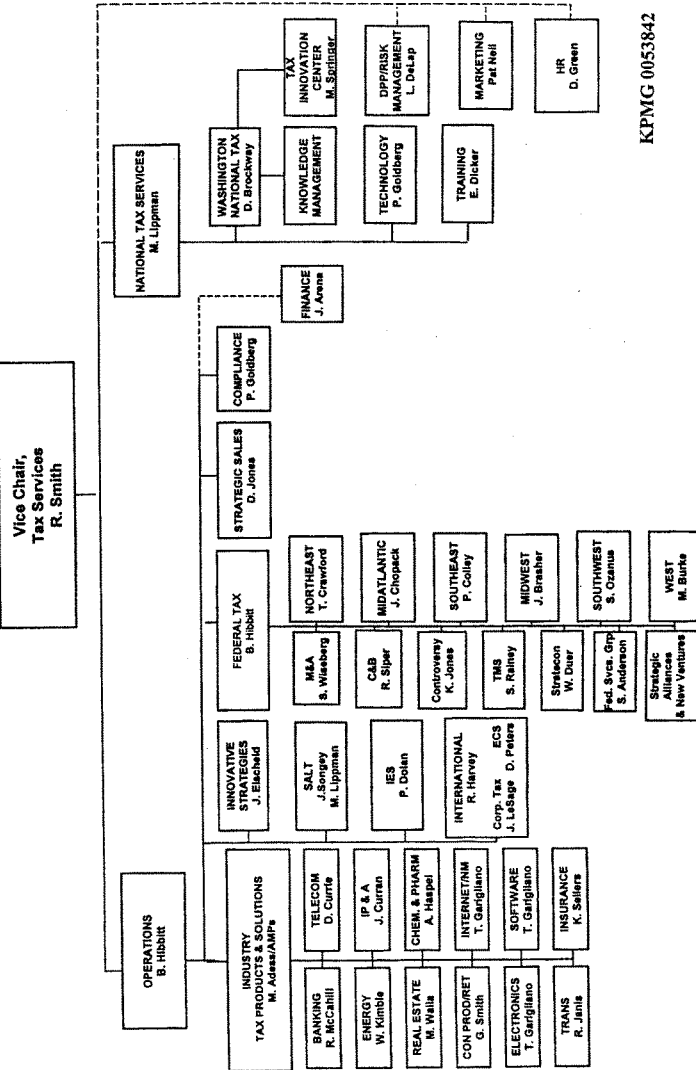 Vice Chair,
Tax Services
R. Smith
OPERATIONS
B. Hibbitt
NATIONAL TAX SERVICES
M. Lippman
INDUSTRY
TAX PRODUCTS & SOLUTIONS
M. Adess/AMPs
BANKING
R. McCahill
TELECOM
D. Currie
ENERGY
W. Kimble
IP & A
J. Curran
REAL ESTATE
M. Walia
CHEM. & PHARM
A. Haspel
CON PROD/RET
G. Smith
INTERNET/NM
T. Garigliano
ELECTRONICS
T. Garigliano
SOFTWARE
T. Garigliano
TRANS
R. Janis
INSURANCE
K. Sellers
INNOVATIVE
STRATEGIES
J. Eischeid
SALT
J.Songey
M. Lippman
IES
P. Dolan
INTERNATIONAL
R. Harvey
Corp. Tax ECS
J. LeSage D. Peters
FEDERAL TAX
B. Hibbitt
M&A
S. Wiseberg
NORTHEAST
T. Crawford
C&B
R. Siper
MIDATLANTIC
J. Chopack
Controversy
K. Jones
SOUTHEAST
P. Colley
TMS
S. Rainey
MIDWEST
J. Brasher
Stratecon
W. Duer
SOUTHWEST
S. Ozanus
Fed. Svcs. Grp
S. Anderson
WEST
M. Burke
Strategic
Alliances
& New Ventures
STRATEGIC SALES
D. Jones
COMPLIANCE
P. Goldberg
FINANCE
J. Arena
WASHINGTON
NATIONAL TAX
D. Brockway
TAX
INNOVATION
CENTER
M. Springer
KNOWLEDGE
MANAGEMENT
TECHNOLOGY
P. Goldberg
TRAINING
E. Dicker
DPP/RISK
MANAGEMENT
L. DeLap
MARKETING
Pat Neil
HR
D. Green
KPMG 0053842